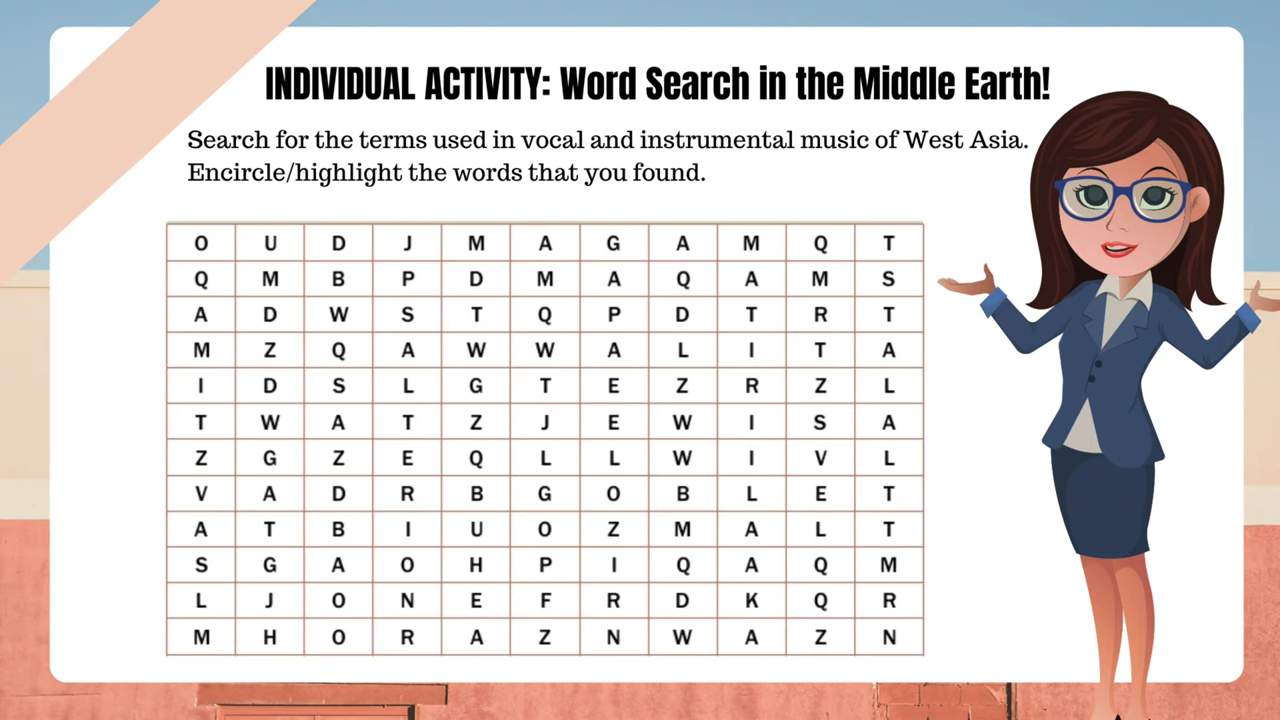 INDIVIDUAL ACTIVITY: Word Search in the Middle Earth!
Search for the terms used in vocal and instrumental music of West Asia.
Encircle/highlight the words that you found.
O U D J M A G A M Q T
Q M B P D M A Q A M S
A D W S T Q P D T R T
M Z Q A W W A L I T A
I D S L G T E Z R Z L
T W A T Z J E W I S A
Z G Z E Q L L W I V L
V A D R B G O B L E T
A T B I U O Z M A L T
S G A O H P I Q A Q M
L J O N E F R D K Q R
M H O R A Z N W A Z N